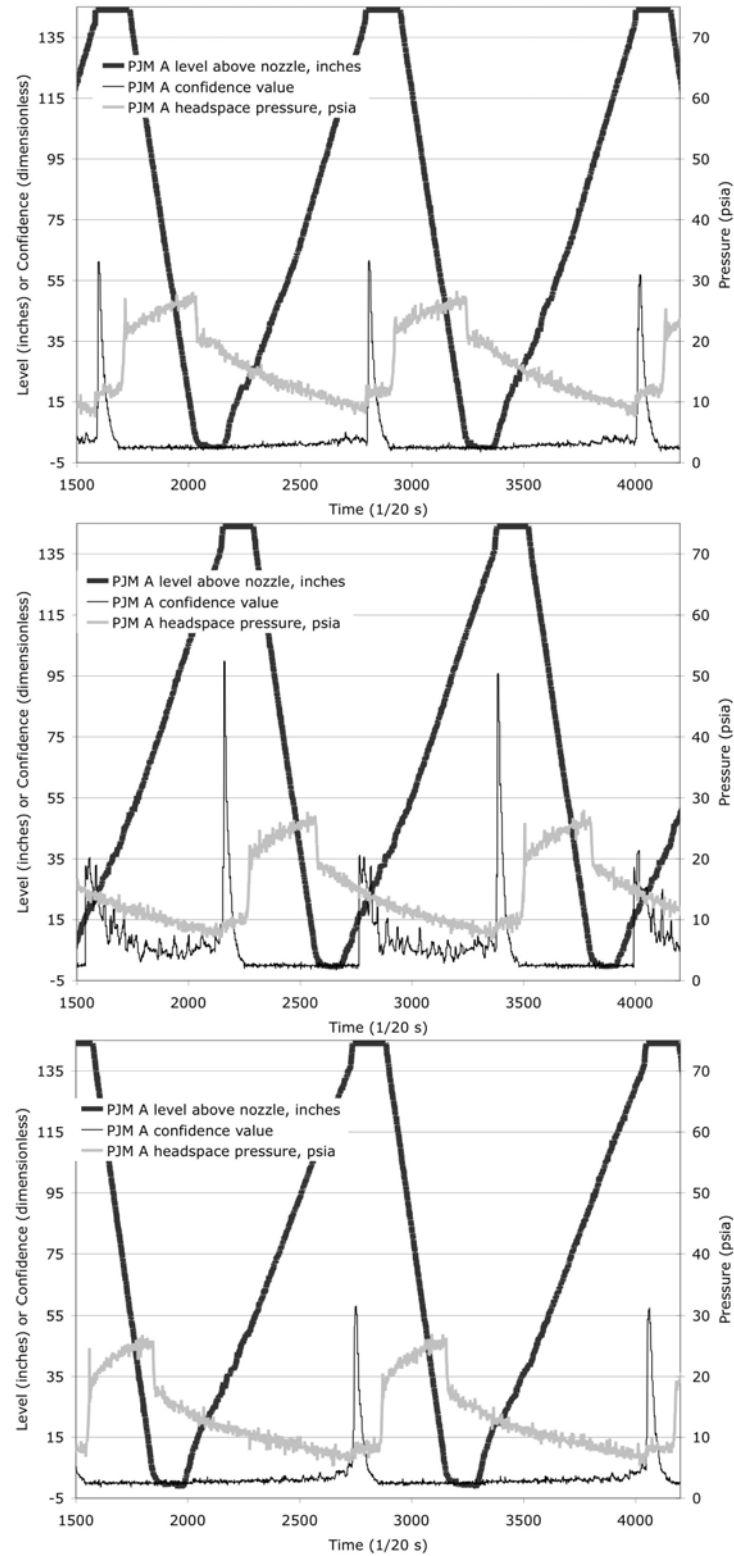 135
115
95
75
55
35
15
-5
Level (inches) or Confidence (dimensionless)
PJM A level above nozzle, inches
PJM A confidence value
PJM A headspace pressure, psia
70
60
50
40
30
20
10
0
Pressure (psia)
1500 2000 2500 3000 3500 4000
Time (1/20 s)
135
115
95
75
55
35
15
-5
Level (inches) or Confidence (dimensionless)
PJM A level above nozzle, inches
PJM A confidence value
PJM A headspace pressure, psia
70
60
50
40
30
20
10
0
Pressure (psia)
1500 2000 2500 3000 3500 4000
Time (1/20 s)
135
115
95
75
55
35
15
-5
Level (inches) or Confidence (dimensionless)
PJM A level above nozzle, inches
PJM A confidence value
PJM A headspace pressure, psia
70
60
50
40
30
20
10
0
Pressure (psia)
1500 2000 2500 3000 3500 4000
Time (1/20 s)